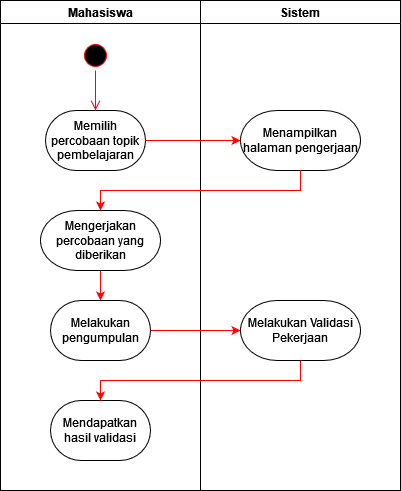 Mahasiswa
Sistem
Memilih
percobaan topik
pembelajaran
Menampilkan
halaman pengerjaan
Mengerjakan
percobaan yang
diberikan
Melakukan
pengumpulan
Melakukan Validasi
Pekerjaan
Mendapatkan
hasil validasi